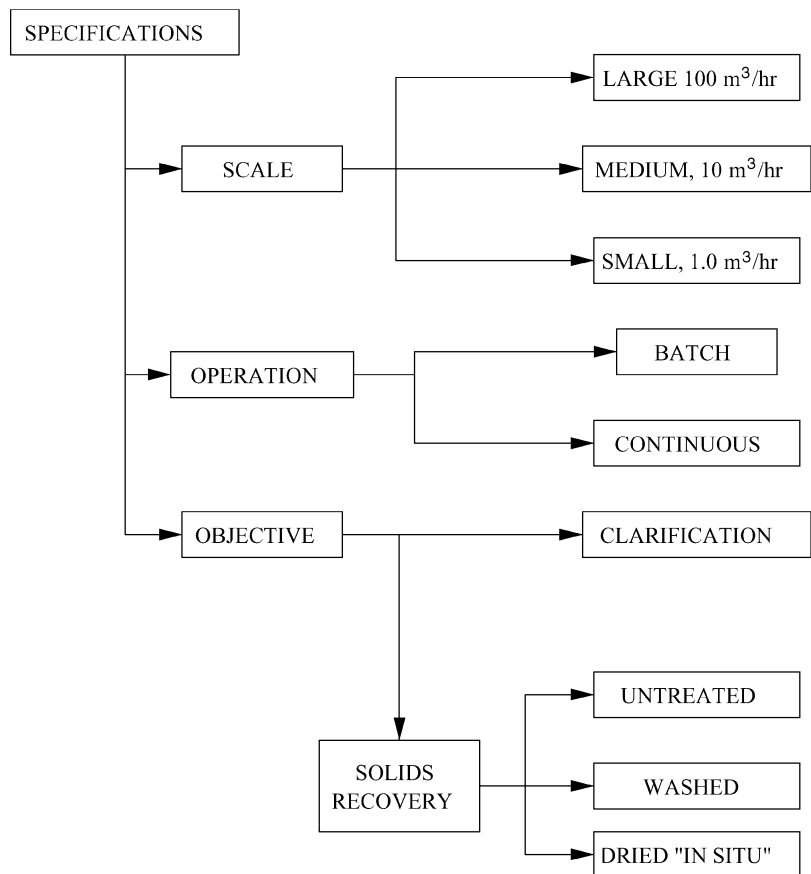 SPECIFICATIONS
LARGE 100 m³/hr
SCALE
MEDIUM, 10 m³/hr
SMALL, 1.0 m³/hr
BATCH
OPERATION
CONTINUOUS
OBJECTIVE
CLARIFICATION
UNTREATED
SOLIDS
RECOVERY
WASHED
DRIED "IN SITU"